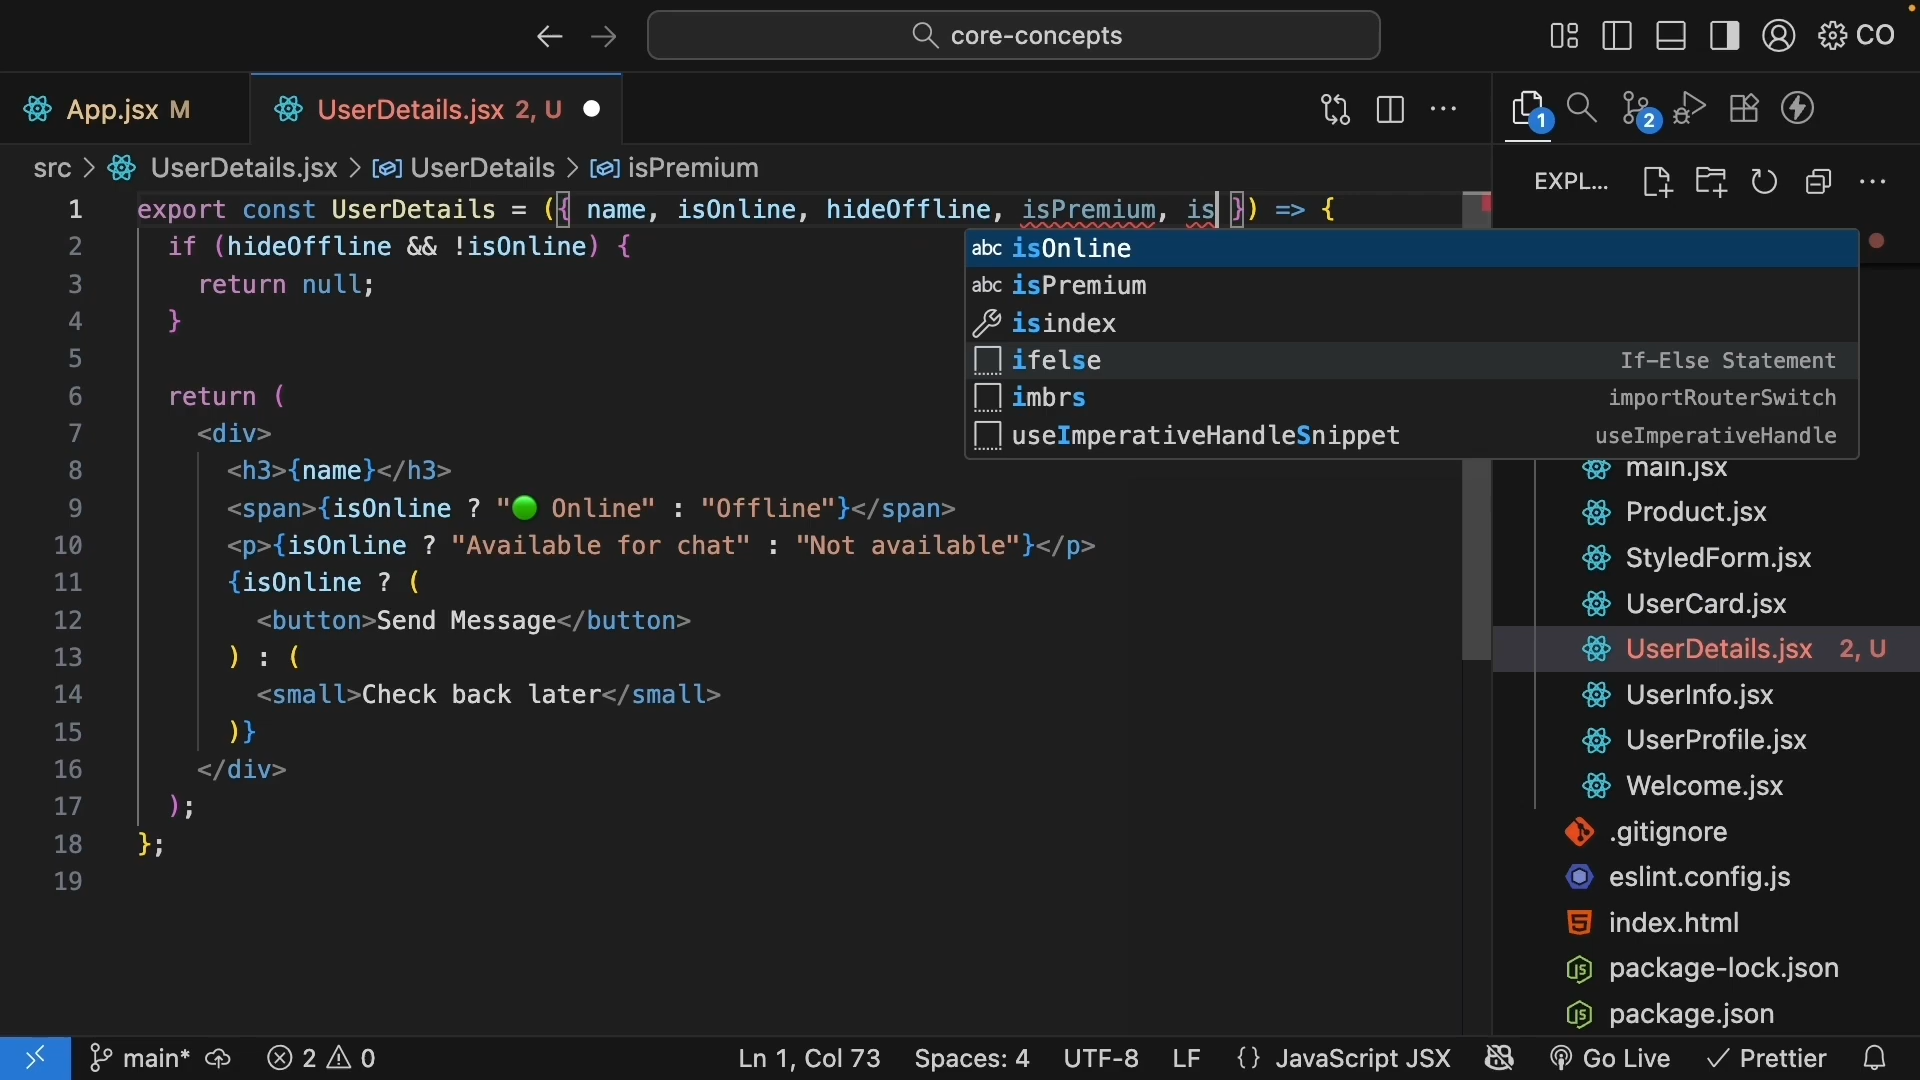 core-concepts
CO
App.jsx M
UserDetails.jsx 2, U
1
2
src > UserDetails.jsx > UserDetails > isPremium
EXPL...
1 export const UserDetails = ({ name, isOnline, hideOffline, isPremium, is }) => {
2 if (hideOffline && !isOnline) {
3 return null;
4 }
5
6 return (
7 <div>
8 <h3>{name}</h3>
9 <span>{isOnline ? "🟢 Online" : "Offline"}</span>
10 <p>{isOnline ? "Available for chat" : "Not available"}</p>
11 {isOnline ? (
12 <button>Send Message</button>
13 ) : (
14 <small>Check back later</small>
15 )}
16 </div>
17 );
18 };
19
abc isOnline
abc isPremium
isindex
ifelse If-Else Statement
imbrs importRouterSwitch
useImperativeHandleSnippet useImperativeHandle
main.jsx
Product.jsx
StyledForm.jsx
UserCard.jsx
UserDetails.jsx 2, U
UserInfo.jsx
UserProfile.jsx
Welcome.jsx
.gitignore
eslint.config.js
index.html
package-lock.json
package.json
main* 2 0 Ln 1, Col 73 Spaces: 4 UTF-8 LF {} JavaScript JSX Go Live Prettier